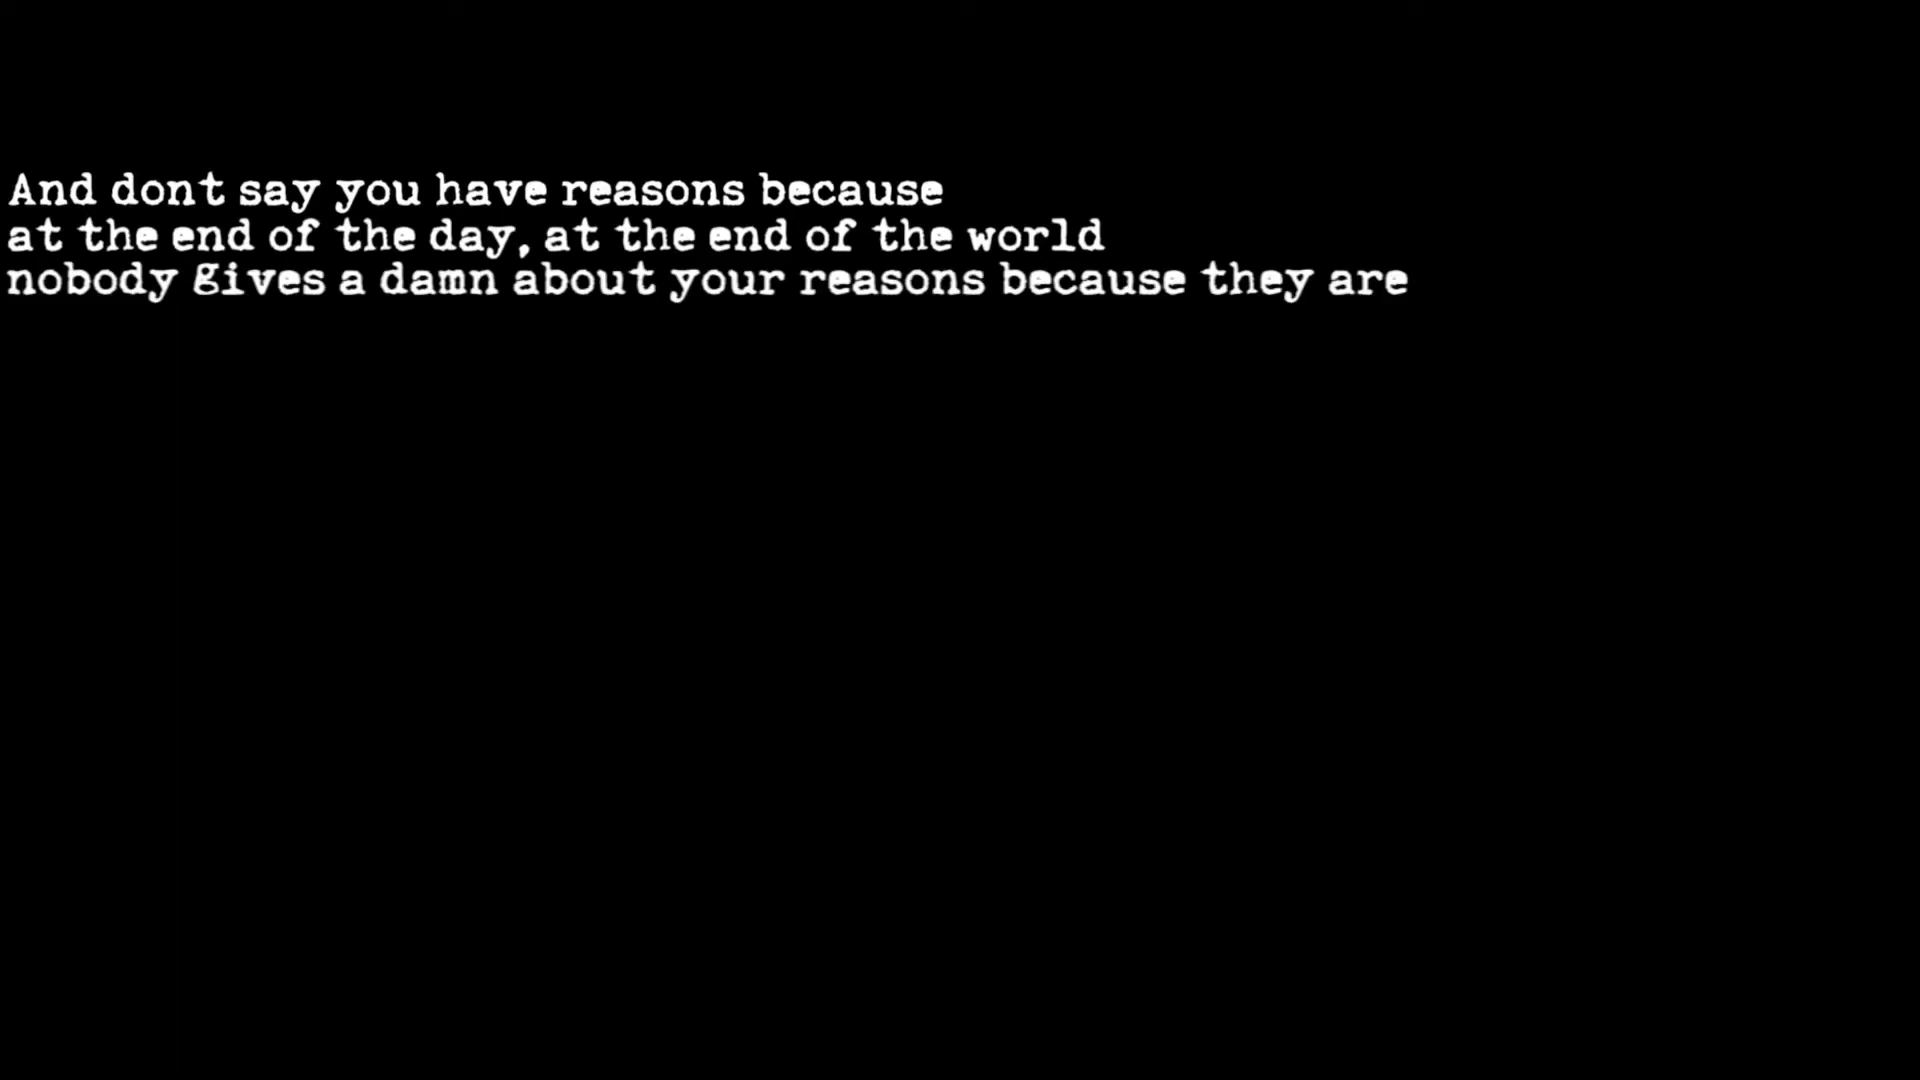 And dont say you have reasons because
at the end of the day, at the end of the world
nobody gives a damn about your reasons because they are